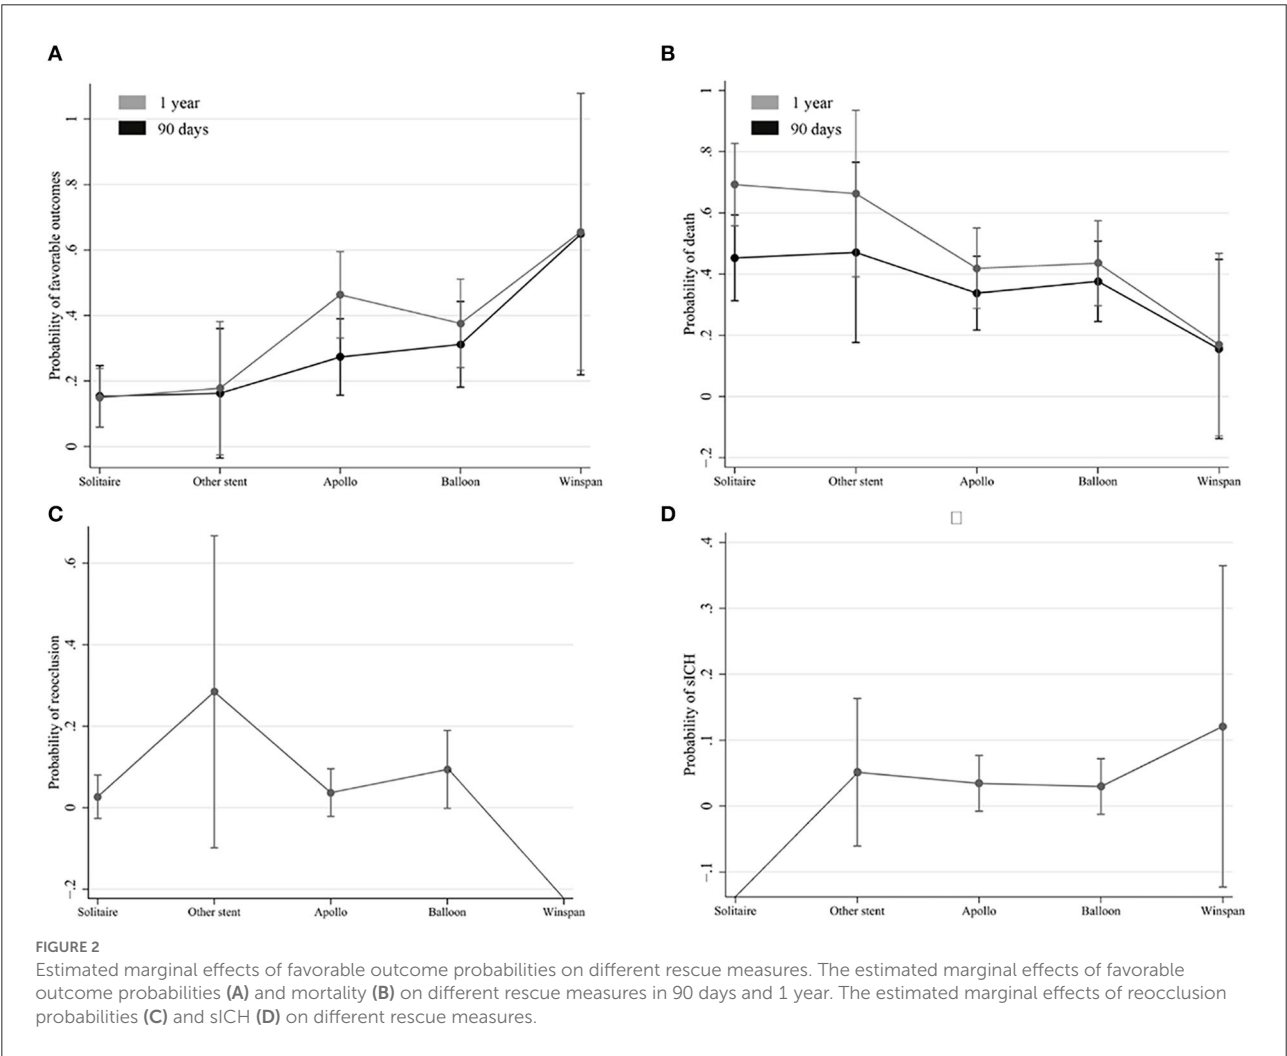 A
1 year
90 days
Probability of favorable outcomes
1
.8
.6
.4
.2
0
Solitaire Other stent Apollo Balloon Winspan
B
1 year
90 days
Probability of death
1
.8
.6
.4
.2
0
−.2
Solitaire Other stent Apollo Balloon Winspan
C
Probability of reocclusion
.6
.4
.2
0
−.2
Solitaire Other stent Apollo Balloon Winspan
D
Probability of sICH
.4
.3
.2
.1
0
−.1
Solitaire Other stent Apollo Balloon Winspan
FIGURE 2
Estimated marginal effects of favorable outcome probabilities on different rescue measures. The estimated marginal effects of favorable
outcome probabilities (A) and mortality (B) on different rescue measures in 90 days and 1 year. The estimated marginal effects of reocclusion
probabilities (C) and sICH (D) on different rescue measures.